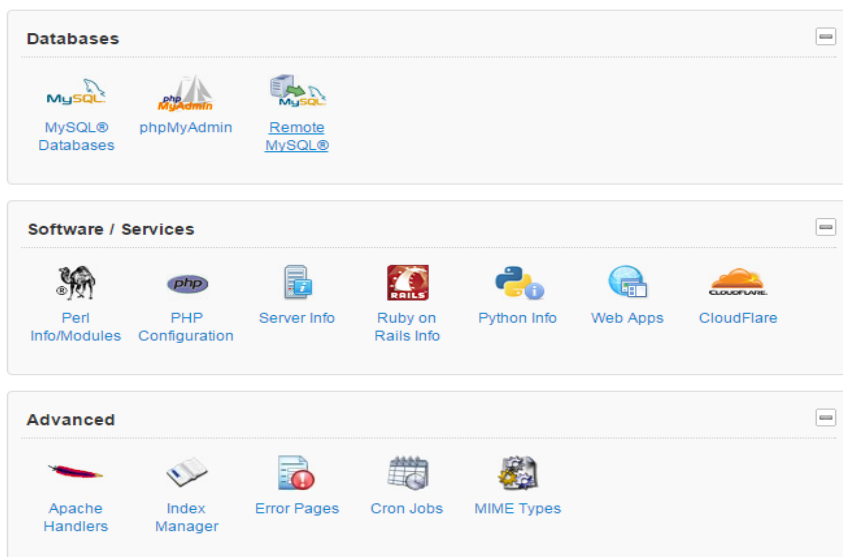 Databases
MySQL
php
MyAdmin
MySQL
MySQL® phpMyAdmin Remote
Databases MySQL®
Software / Services
®
php
RAILS
CLOUDFLARE
Perl PHP Server Info Ruby on Python Info Web Apps CloudFlare
Info/Modules Configuration Rails Info
Advanced
Apache Index Error Pages Cron Jobs MIME Types
Handlers Manager